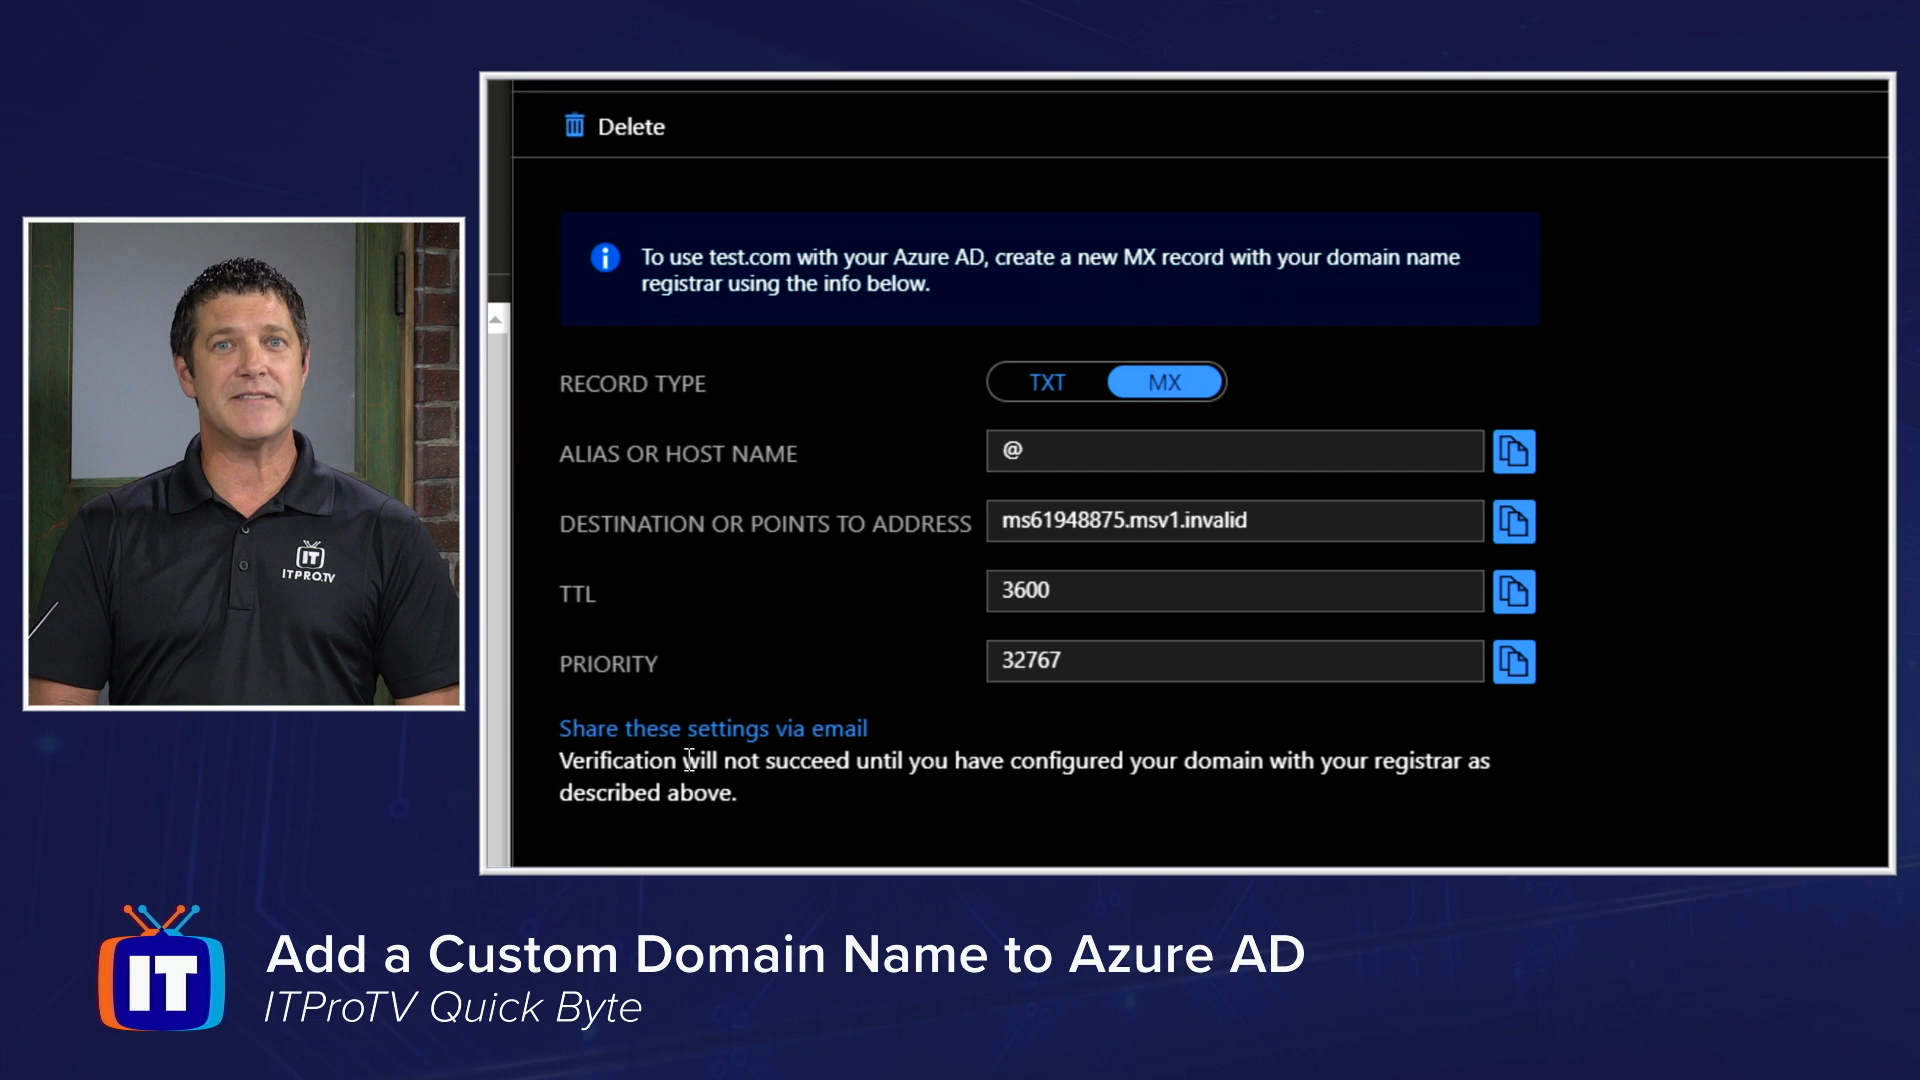 Delete
To use test.com with your Azure AD, create a new MX record with your domain name
registrar using the info below.
RECORD TYPE TXT MX
ALIAS OR HOST NAME @
DESTINATION OR POINTS TO ADDRESS ms61948875.msv1.invalid
TTL 3600
PRIORITY 32767
Share these settings via email
Verification will not succeed until you have configured your domain with your registrar as
described above.
IT
ITPRO.TV
IT
Add a Custom Domain Name to Azure AD
ITProTV Quick Byte